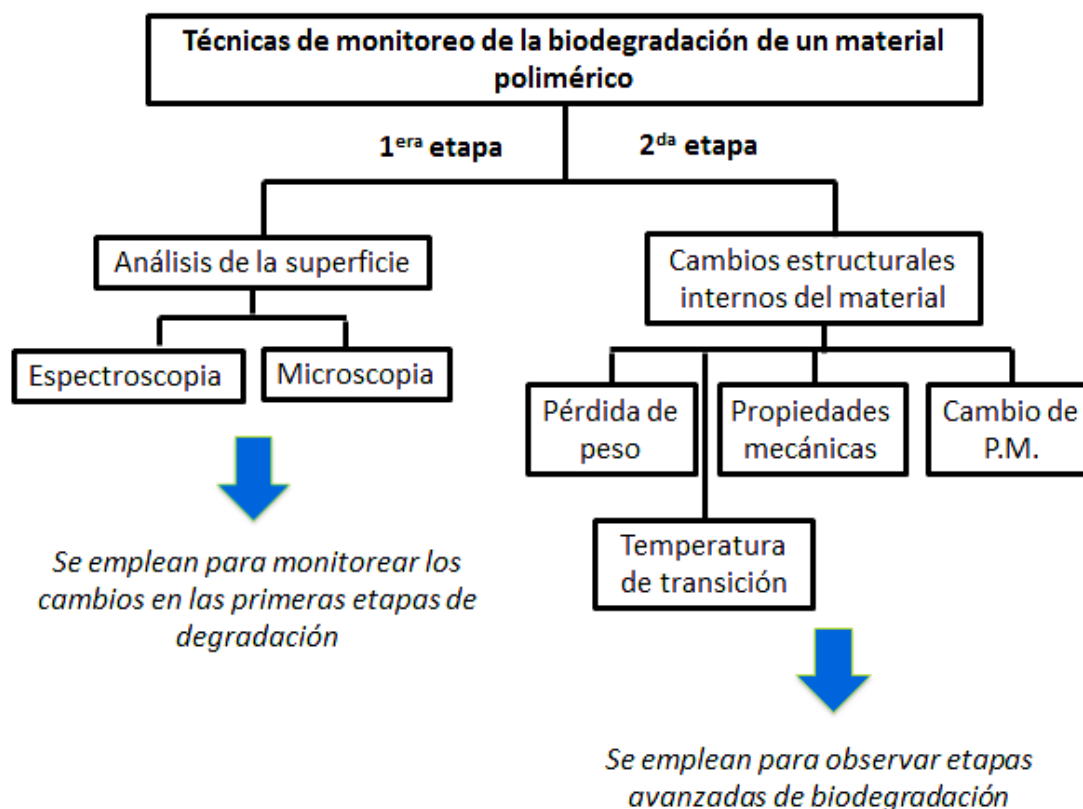 Técnicas de monitoreo de la biodegradación de un material
polimérico
1era etapa
2da etapa
Análisis de la superficie
Espectroscopia
Microscopia
Se emplean para monitorear los
cambios en las primeras etapas de
degradación
Cambios estructurales
internos del material
Pérdida de
peso
Propiedades
mecánicas
Cambio de
P.M.
Temperatura
de transición
Se emplean para observar etapas
avanzadas de biodegradación